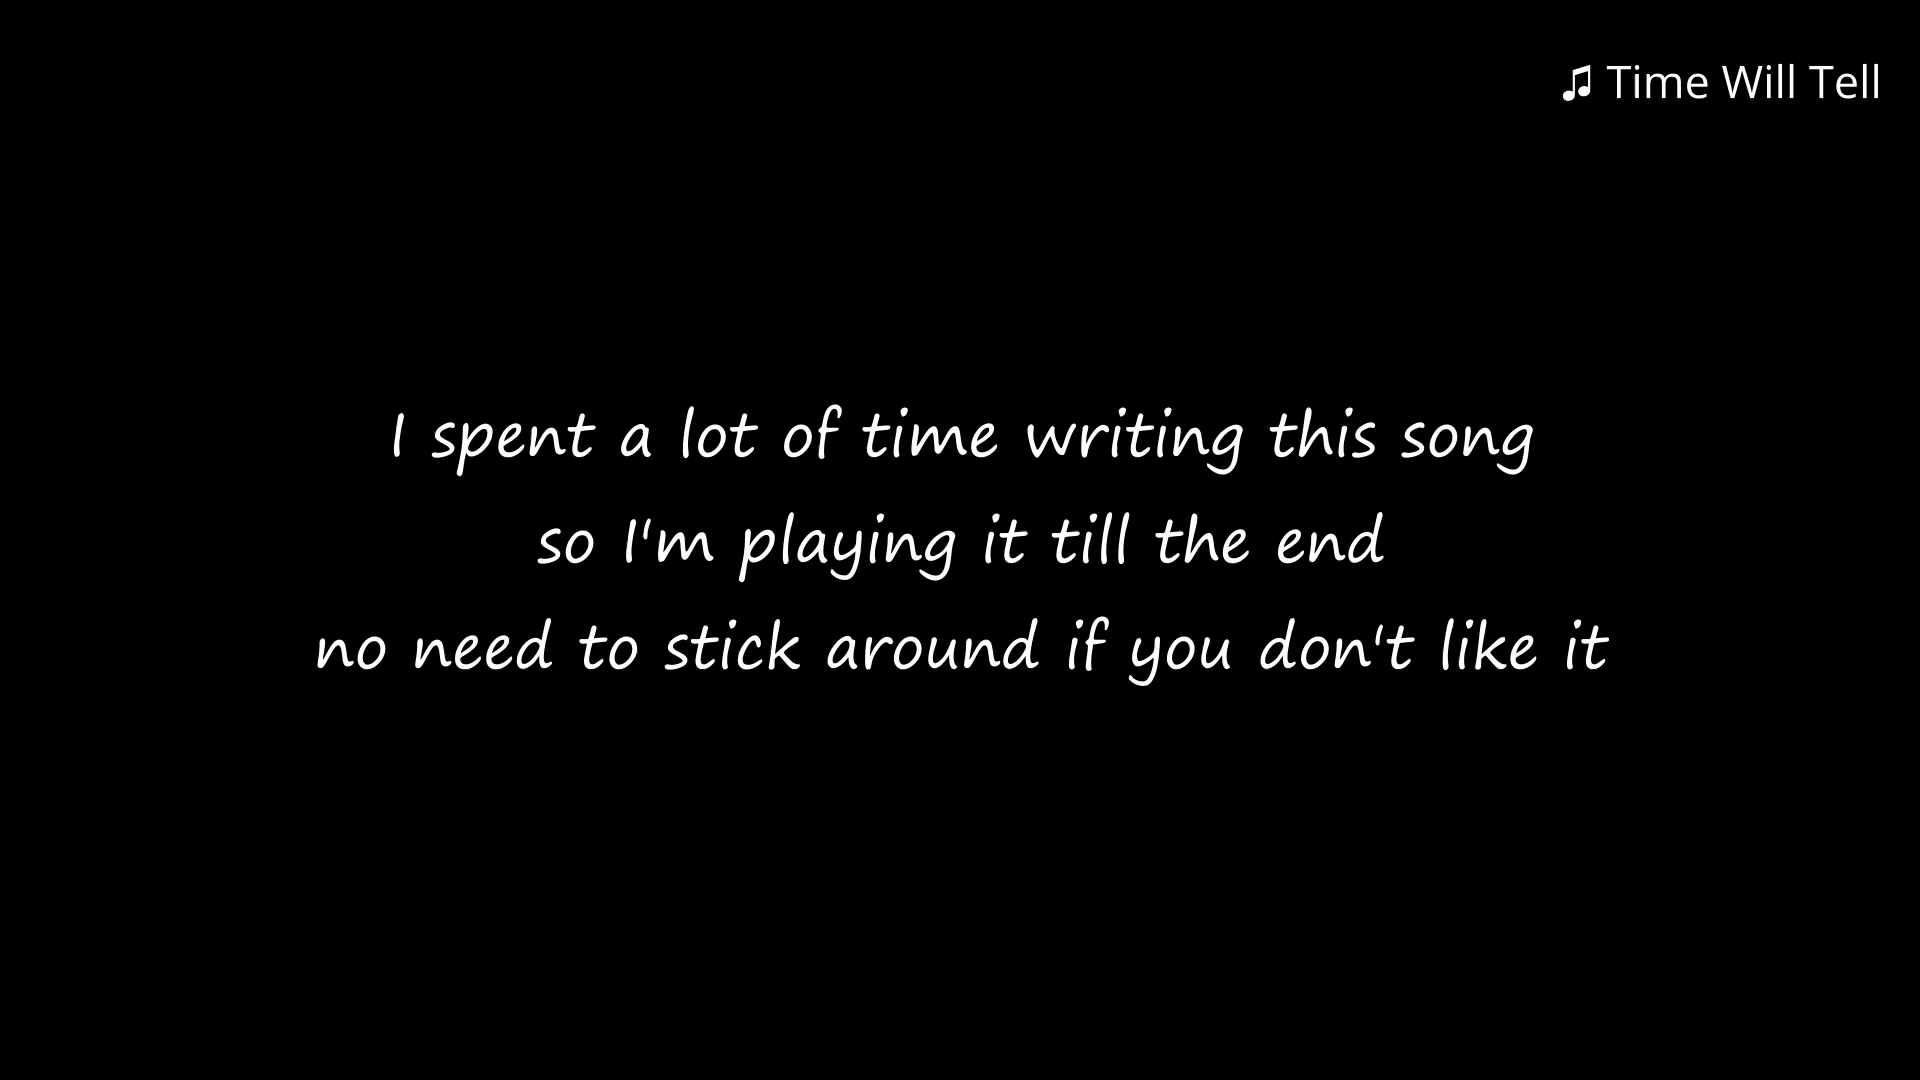 ♫ Time Will Tell
I spent a lot of time writing this song
so I'm playing it till the end
no need to stick around if you don't like it